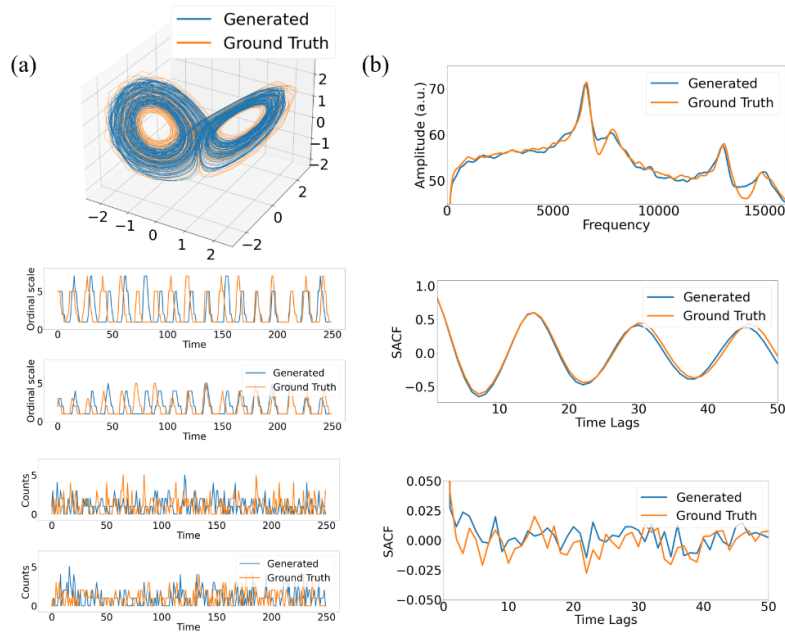 Generated
Ground Truth
(a)
2
1
0
−1
−2
−2
−1
0
1
2
−2
0
2
Ordinal scale
5
0
0 50 100 150 200 250
Time
Ordinal scale
5
0
Generated
Ground Truth
0 50 100 150 200 250
Time
Counts
5
0
0 50 100 150 200 250
Time
Counts
5
0
Generated
Ground Truth
0 50 100 150 200 250
Time
(b)
Amplitude (a.u.)
70
60
50
Generated
Ground Truth
0 5000 10000 15000
Frequency
SACF
1.0
0.5
0.0
−0.5
Generated
Ground Truth
10 20 30 40 50
Time Lags
SACF
0.050
0.025
0.000
−0.025
−0.050
Generated
Ground Truth
0 10 20 30 40 50
Time Lags